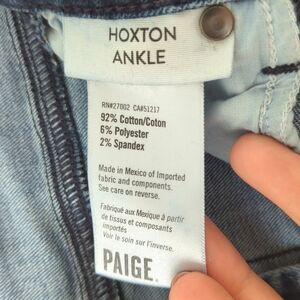 HOXTON
ANKLE
RN#27002 CA#51217
92% Cotton/Coton
6% Polyester
2% Spandex
Made in Mexico of Imported
fabric and components.
See care on reverse.
Fabriqué aux Mexique à partir
de tissus et composants
importés
Voir le soin sur l'inverse.
PAIGE